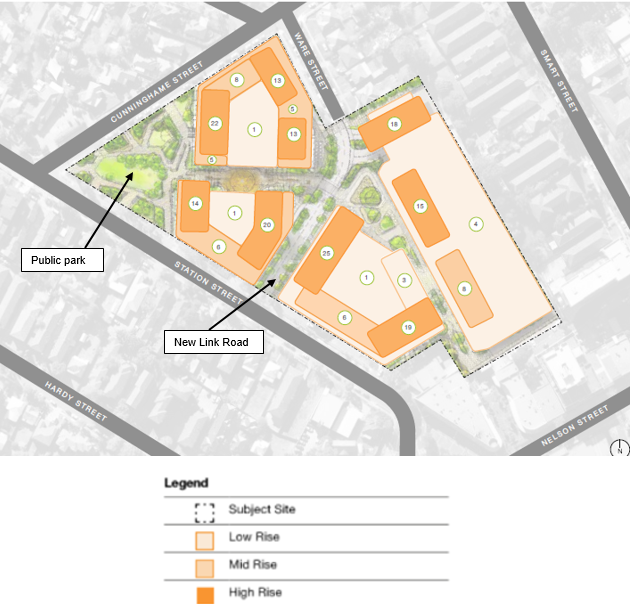 CUNNINGHAME STREET
WARE STREET
SMART STREET
8
13
22
5
1
13
5
18
14
1
20
6
15
4
25
1
3
8
6
19
Public park
STATION STREET
New Link Road
HARDY STREET
NELSON STREET
N
Legend
Subject Site
Low Rise
Mid Rise
High Rise